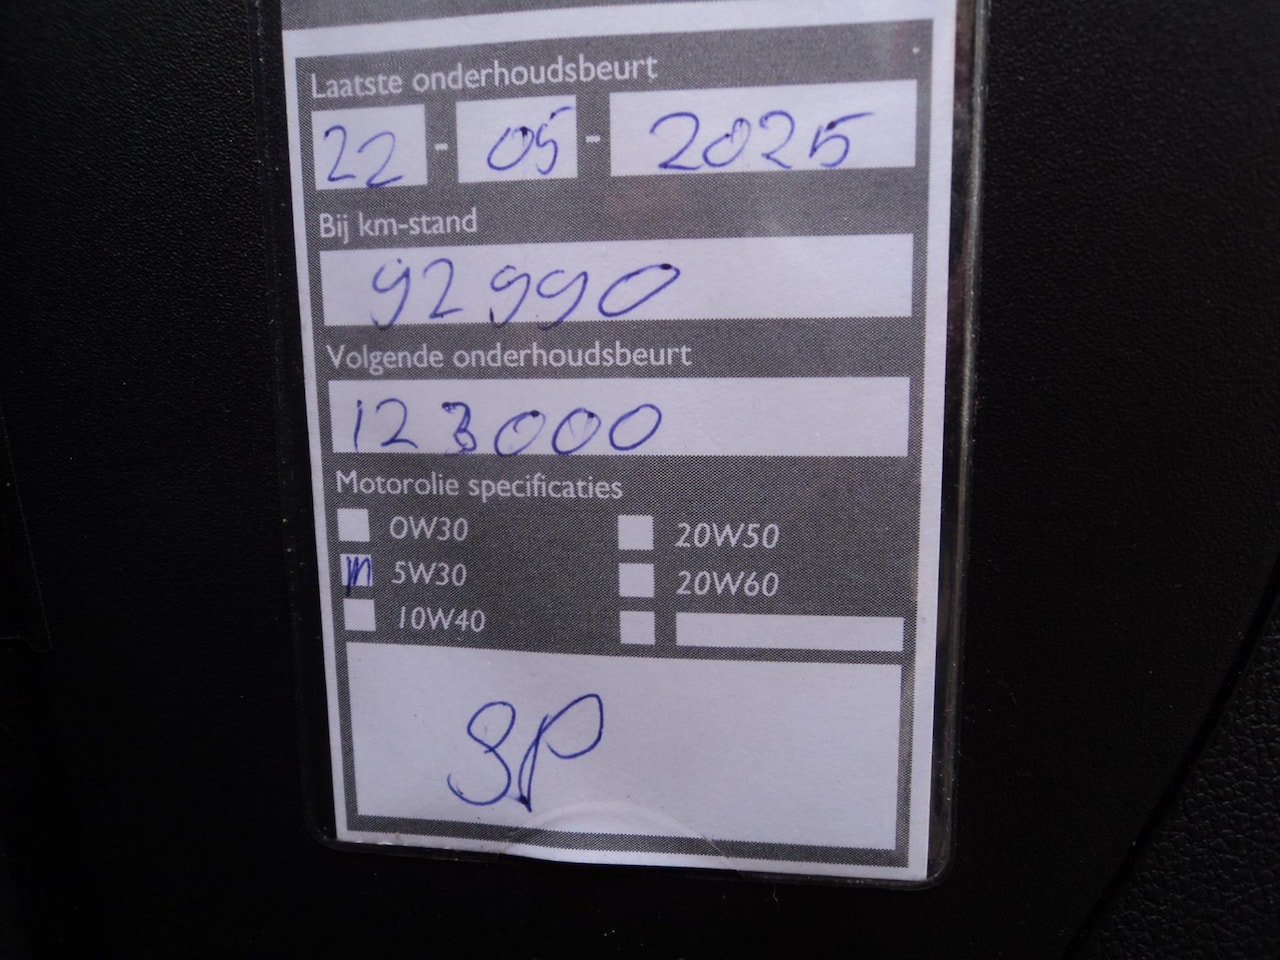 Laatste onderhoudsbeurt
22 - 05 - 2025
Bij km-stand
92990
Volgende onderhoudsbeurt
123000
Motorolie specificaties
0W30 20W50
5W30 20W60
10W40
SP